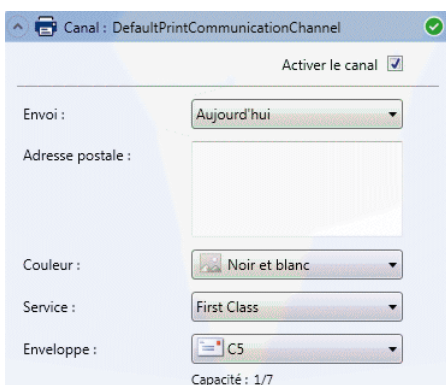 Canal : DefaultPrintCommunicationChannel
Activer le canal
Envoi : Aujourd'hui
Adresse postale :
Couleur : Noir et blanc
Service : First Class
Enveloppe : C5
Capacité : 1/7